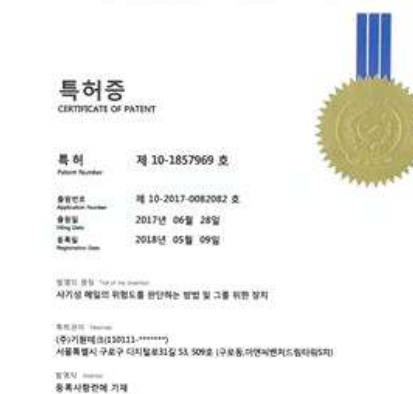 특허증
CERTIFICATE OF PATENT
특 허 제 10-1857969 호
Patent Number
출원번호 제 10-2017-0082082 호
Application Number
출원일 2017년 06월 28일
Filing Date
등록일 2018년 05월 09일
Registration Date
발명의 명칭 Title of the Invention
사기성 메일의 위험도를 판단하는 방법 및 그를 위한 장치
특허권자 Patentee
(주)기원테크(110111-*******)
서울특별시 구로구 디지털로31길 53, 509호 (구로동,이앤씨벤처드림타워5차)
발명자 Inventor
등록사항란에 기재